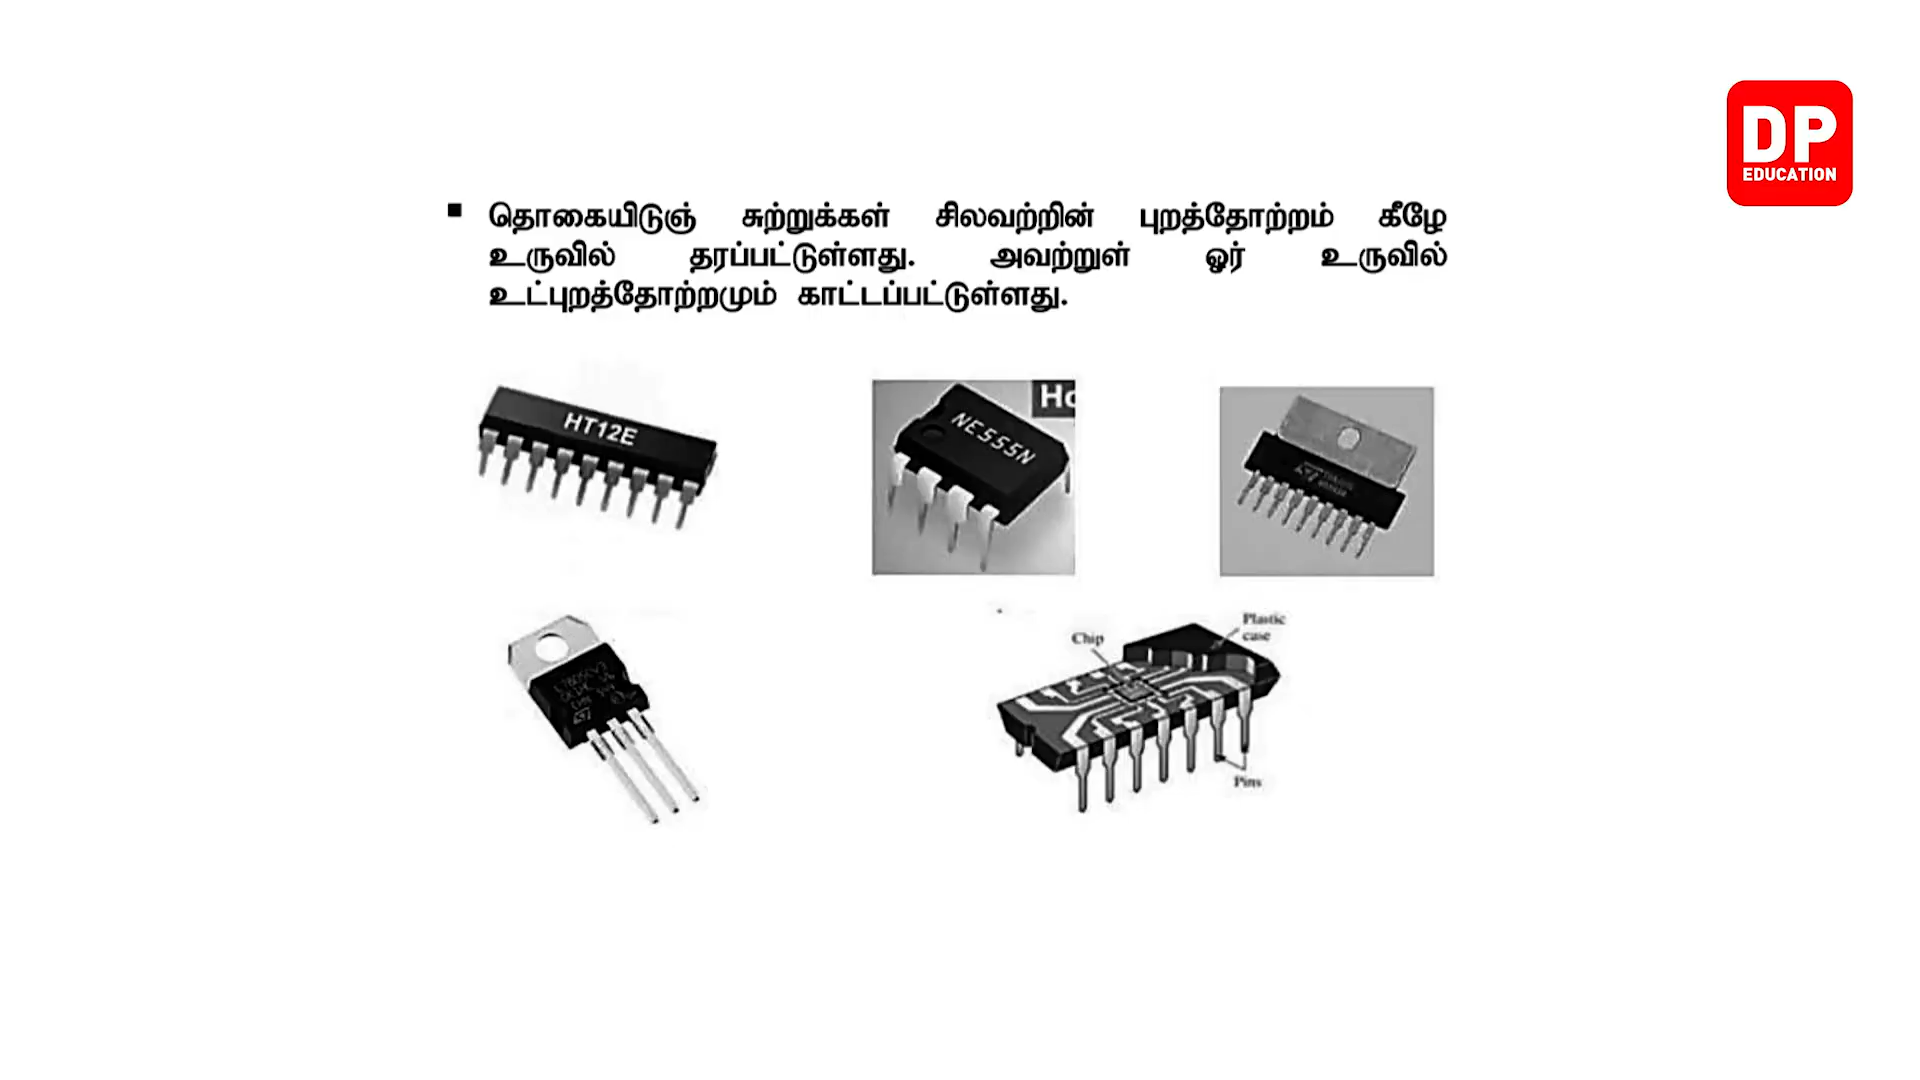 DP
EDUCATION
▪ தொகையிடுஞ் சுற்றுக்கள் சிலவற்றின் புறத்தோற்றம் கீழே
உருவில் தரப்பட்டுள்ளது. அவற்றுள் ஓர் உருவில்
உட்புறத்தோற்றமும் காட்டப்பட்டுள்ளது.
HT12E
NE555N
Ho
Chip
Plastic
case
Pins